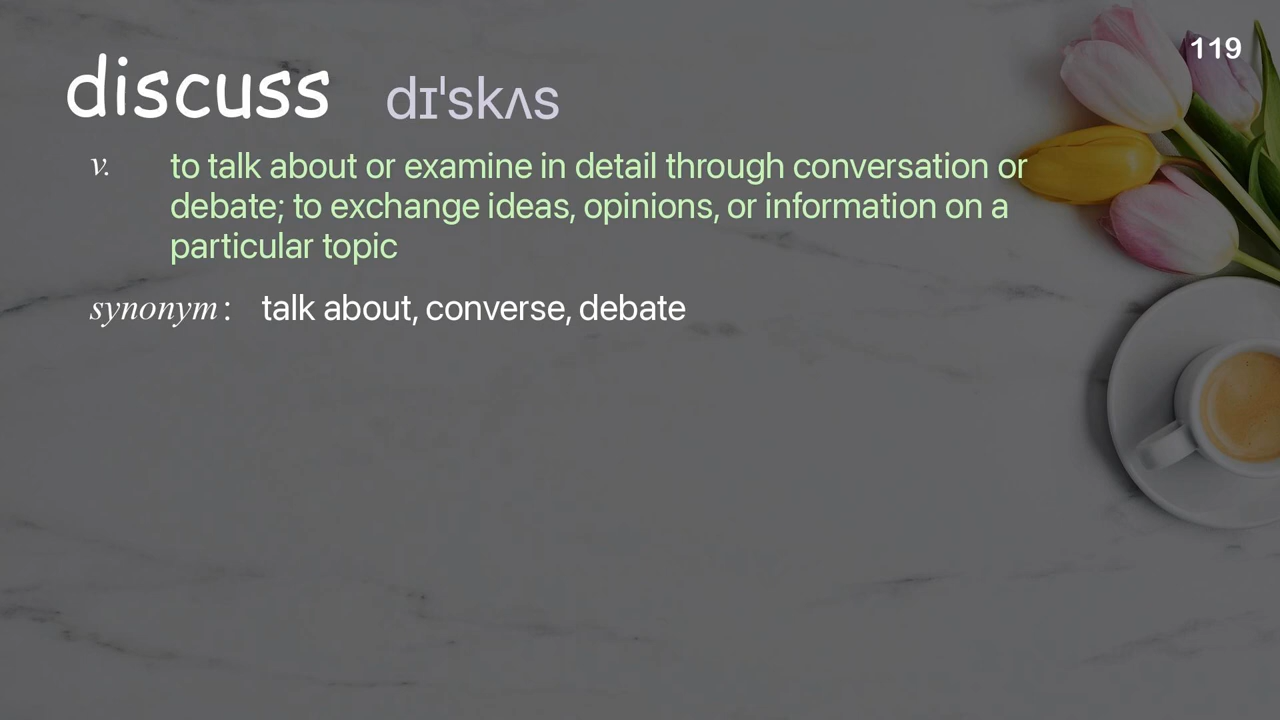 119
discuss dɪˈskʌs
v. to talk about or examine in detail through conversation or
debate; to exchange ideas, opinions, or information on a
particular topic
synonym : talk about, converse, debate